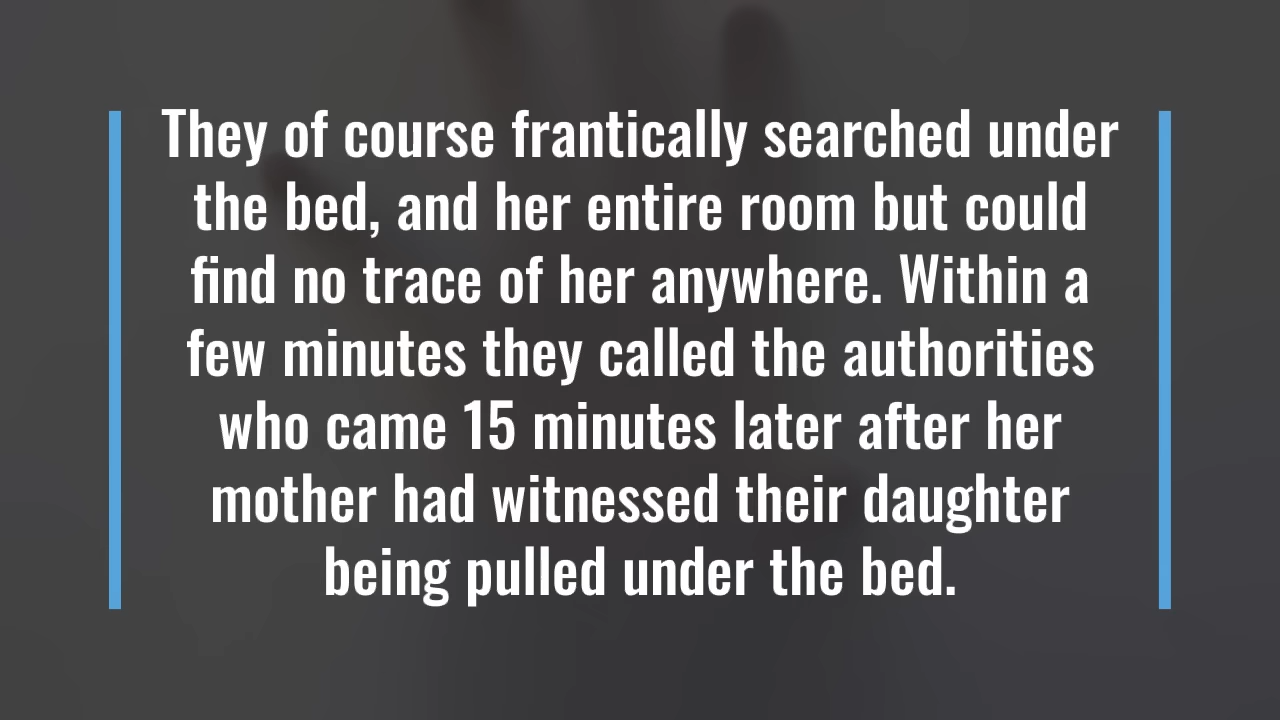 They of course frantically searched under
the bed, and her entire room but could
find no trace of her anywhere. Within a
few minutes they called the authorities
who came 15 minutes later after her
mother had witnessed their daughter
being pulled under the bed.